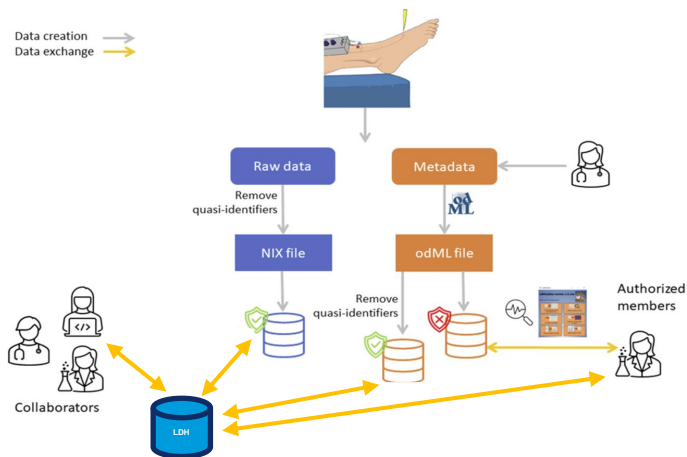 Data creation
Data exchange
Raw data
Metadata
Remove
quasi-identifiers
odML
NIX file
odML file
Remove
quasi-identifiers
Authorized
members
Collaborators
LDH